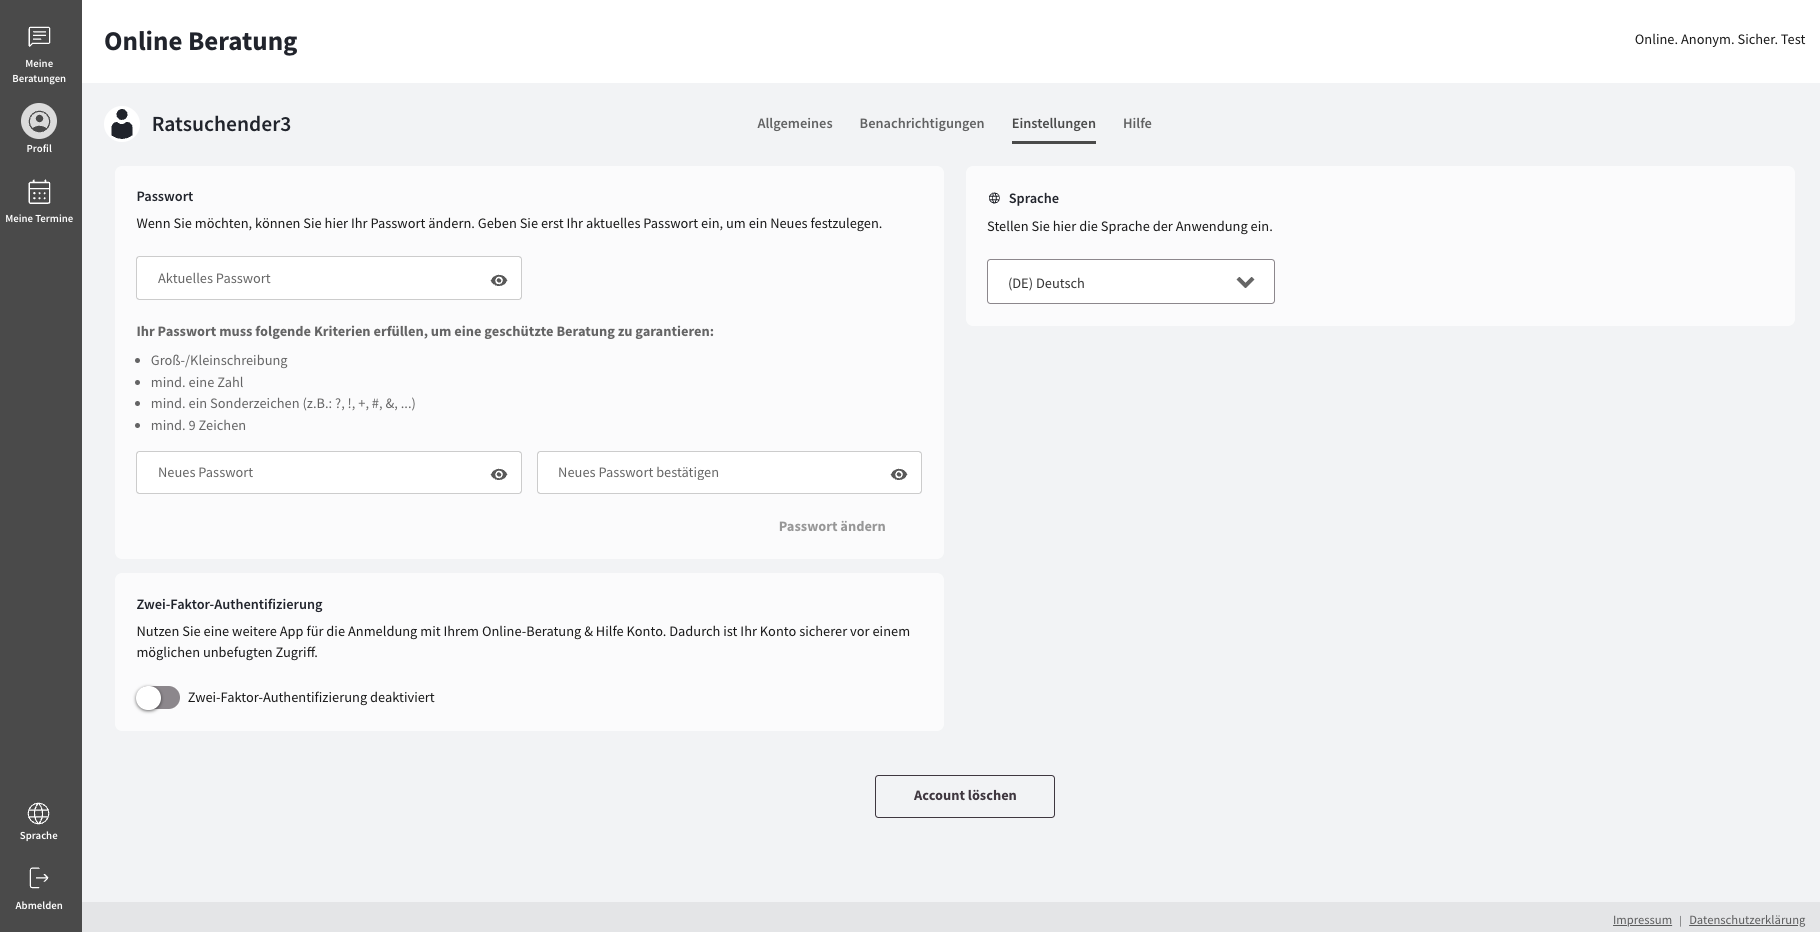 Meine
Beratungen
Profil
Meine Termine
Sprache
Abmelden
Online Beratung
Online. Anonym. Sicher. Test
Ratsuchender3
Allgemeines
Benachrichtigungen
Einstellungen
Hilfe
Passwort
Wenn Sie möchten, können Sie hier Ihr Passwort ändern. Geben Sie erst Ihr aktuelles Passwort ein, um ein Neues festzulegen.
Aktuelles Passwort
Ihr Passwort muss folgende Kriterien erfüllen, um eine geschützte Beratung zu garantieren:
• Groß-/Kleinschreibung
• mind. eine Zahl
• mind. ein Sonderzeichen (z.B.: ?, !, +, #, &, ...)
• mind. 9 Zeichen
Neues Passwort
Neues Passwort bestätigen
Passwort ändern
Zwei-Faktor-Authentifizierung
Nutzen Sie eine weitere App für die Anmeldung mit Ihrem Online-Beratung & Hilfe Konto. Dadurch ist Ihr Konto sicherer vor einem
möglichen unbefugten Zugriff.
Zwei-Faktor-Authentifizierung deaktiviert
Sprache
Stellen Sie hier die Sprache der Anwendung ein.
(DE) Deutsch
Account löschen
Impressum | Datenschutzerklärung